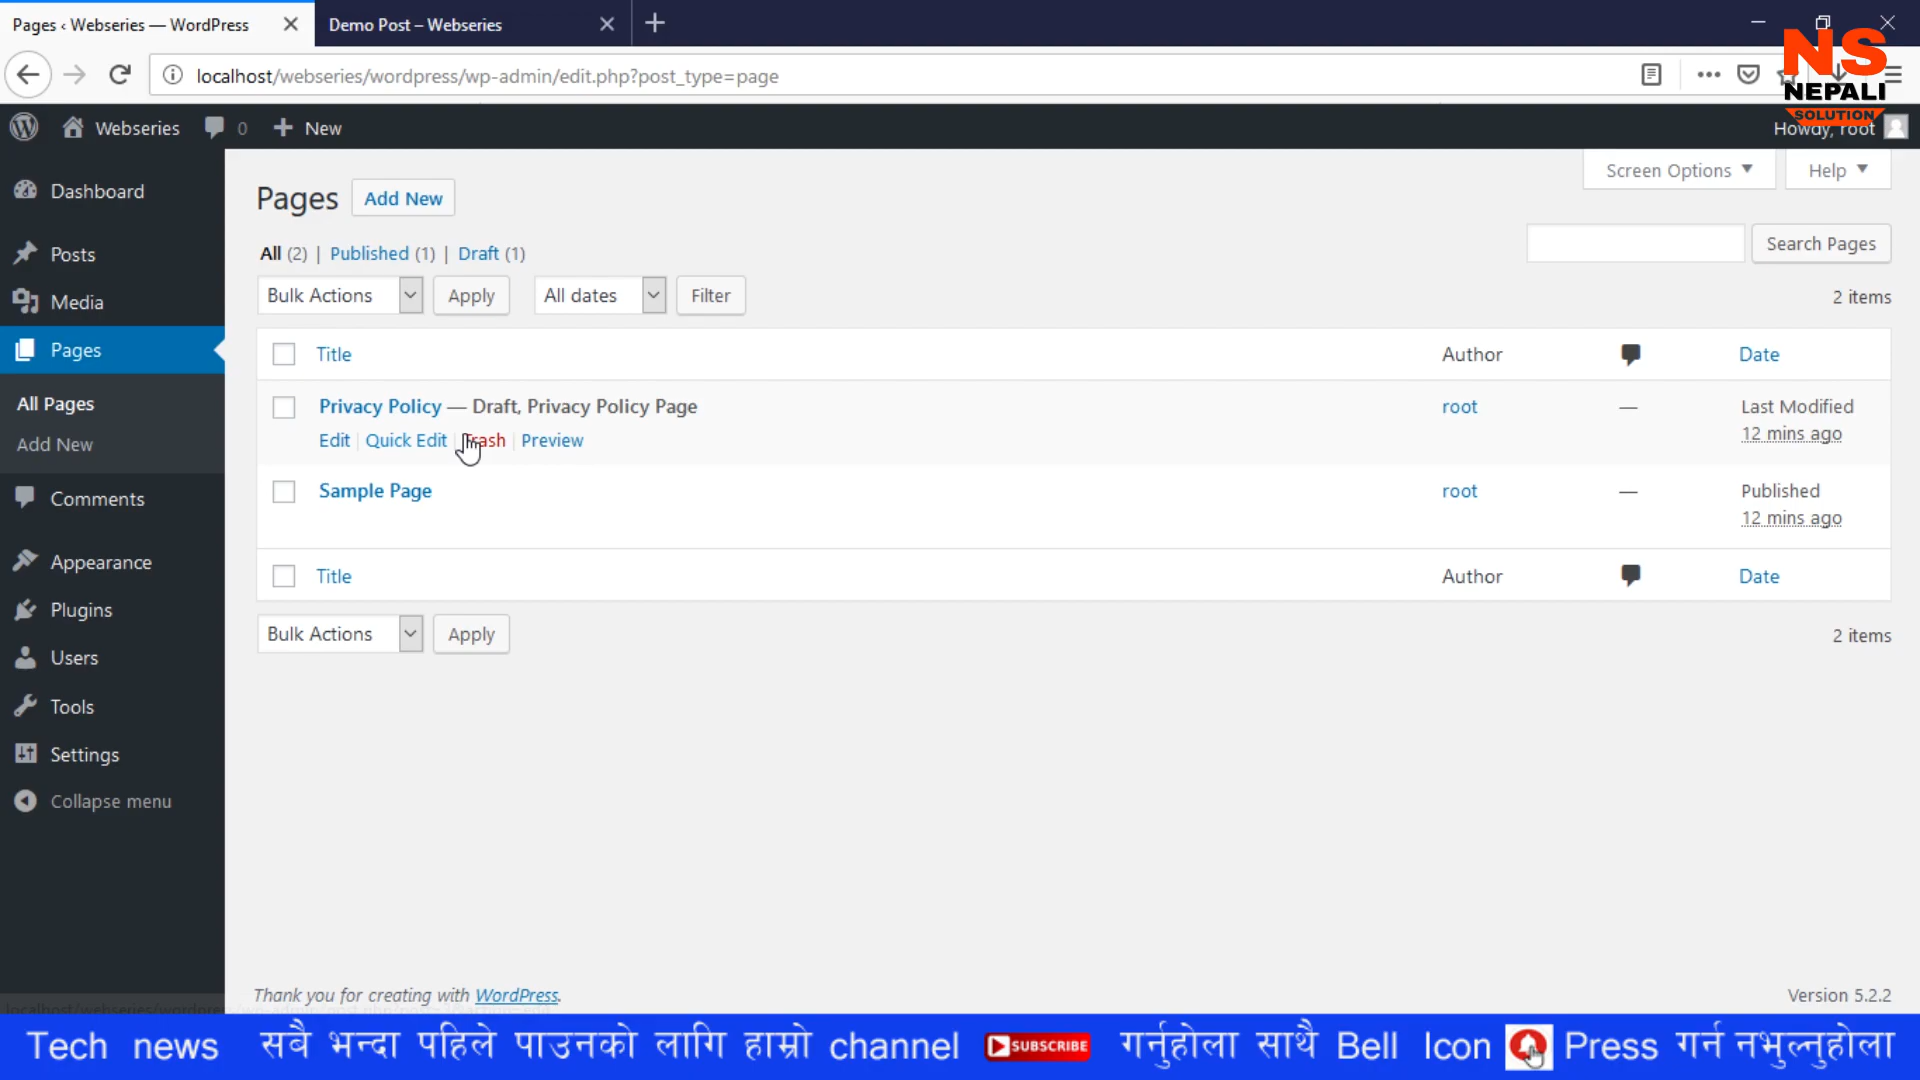 Pages ‹ Webseries — WordPress
Demo Post – Webseries
localhost/webseries/wordpress/wp-admin/edit.php?post_type=page
NS
NEPALI
SOLUTION
Webseries
0
New
Howdy, root
Dashboard
Posts
Media
Pages
All Pages
Add New
Comments
Appearance
Plugins
Users
Tools
Settings
Collapse menu
Screen Options
Help
Pages
Add New
All (2) | Published (1) | Draft (1)
Search Pages
Bulk Actions
Apply
All dates
Filter
2 items
Title
Author
Date
Privacy Policy — Draft, Privacy Policy Page
root
—
Last Modified
12 mins ago
Edit | Quick Edit | Trash | Preview
Sample Page
root
—
Published
12 mins ago
Title
Author
Date
Bulk Actions
Apply
2 items
Thank you for creating with WordPress.
Version 5.2.2
Tech news सबै भन्दा पहिले पाउनको लागि हाम्रो channel SUBSCRIBE गर्नुहोला साथै Bell Icon Press गर्न नभुल्नुहोला